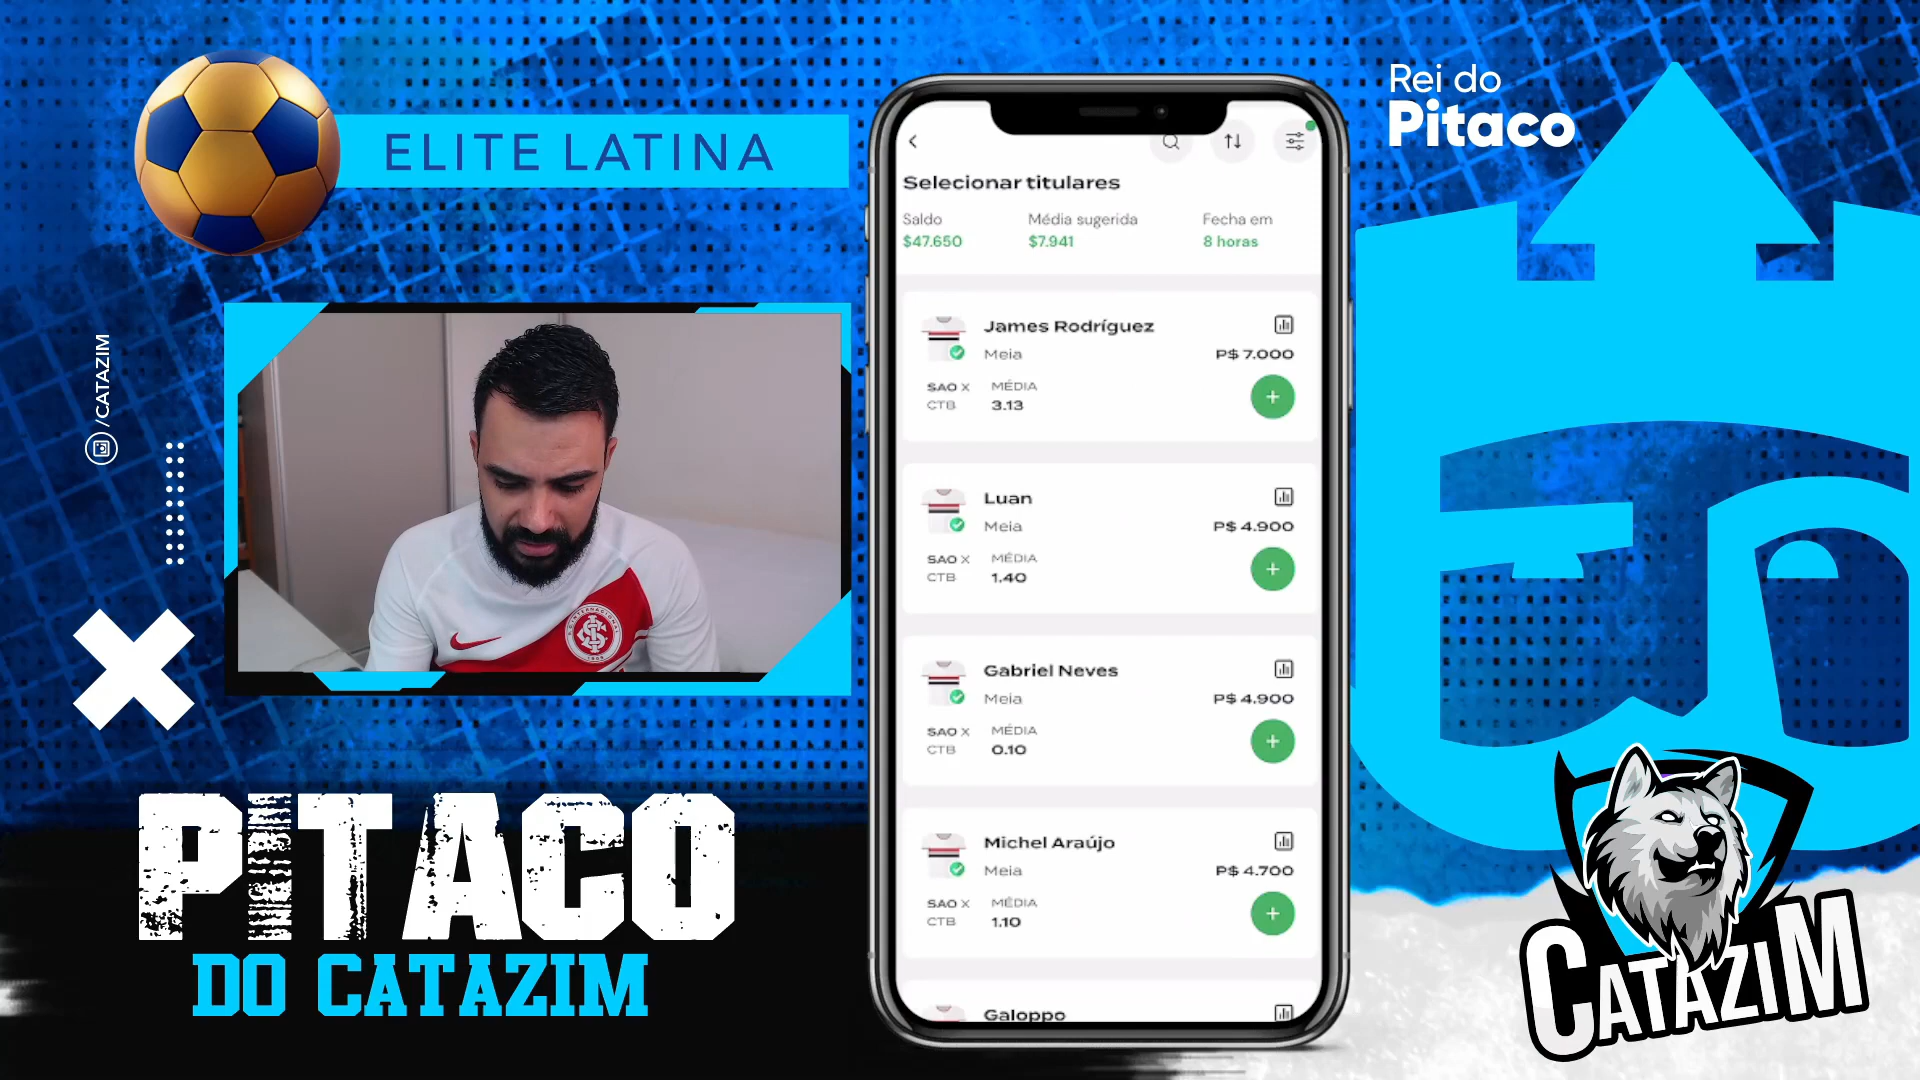 ELITE LATINA
/CATAZIM
PITACO
DO CATAZIM
Selecionar titulares
Saldo
$47.650
Média sugerida
$7.941
Fecha em
8 horas
James Rodríguez
Meia
P$ 7.000
SAO X
CTB
MÉDIA
3.13
Luan
Meia
P$ 4.900
SAO X
CTB
MÉDIA
1.40
Gabriel Neves
Meia
P$ 4.900
SAO X
CTB
MÉDIA
0.10
Michel Araújo
Meia
P$ 4.700
SAO X
CTB
MÉDIA
1.10
Galoppo
Rei do
Pitaco
CATAZIM